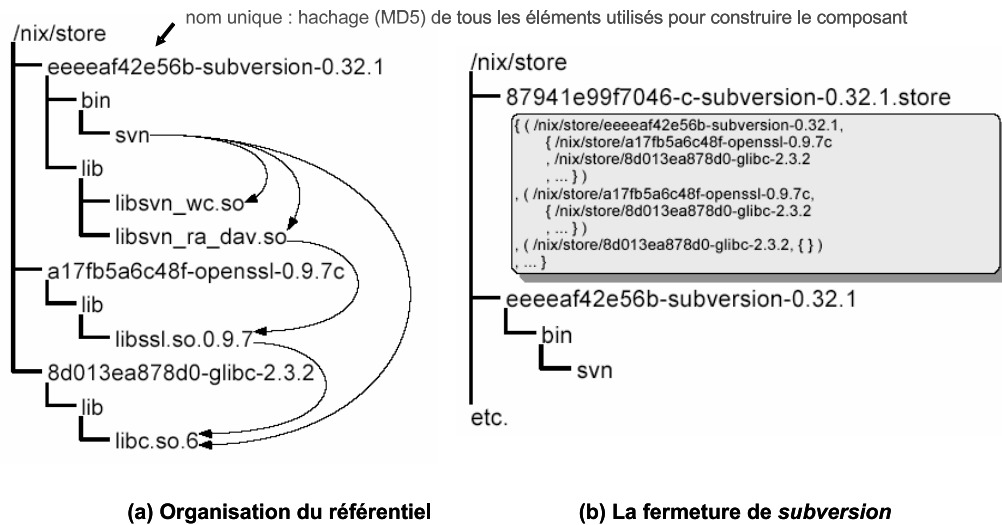 nom unique : hachage (MD5) de tous les éléments utilisés pour construire le composant
/nix/store
eeeeaf42e56b-subversion-0.32.1
bin
svn
lib
libsvn_wc.so
libsvn_ra_dav.so
a17fb5a6c48f-openssl-0.9.7c
lib
libssl.so.0.9.7
8d013ea878d0-glibc-2.3.2
lib
libc.so.6
(a) Organisation du référentiel
/nix/store
87941e99f7046-c-subversion-0.32.1.store
{ ( /nix/store/eeeeaf42e56b-subversion-0.32.1,
{ /nix/store/a17fb5a6c48f-openssl-0.9.7c
, /nix/store/8d013ea878d0-glibc-2.3.2
, ... } )
, ( /nix/store/a17fb5a6c48f-openssl-0.9.7c,
{ /nix/store/8d013ea878d0-glibc-2.3.2
, ... } )
, ( /nix/store/8d013ea878d0-glibc-2.3.2, { } )
, ... }
eeeeaf42e56b-subversion-0.32.1
bin
svn
etc.
(b) La fermeture de subversion